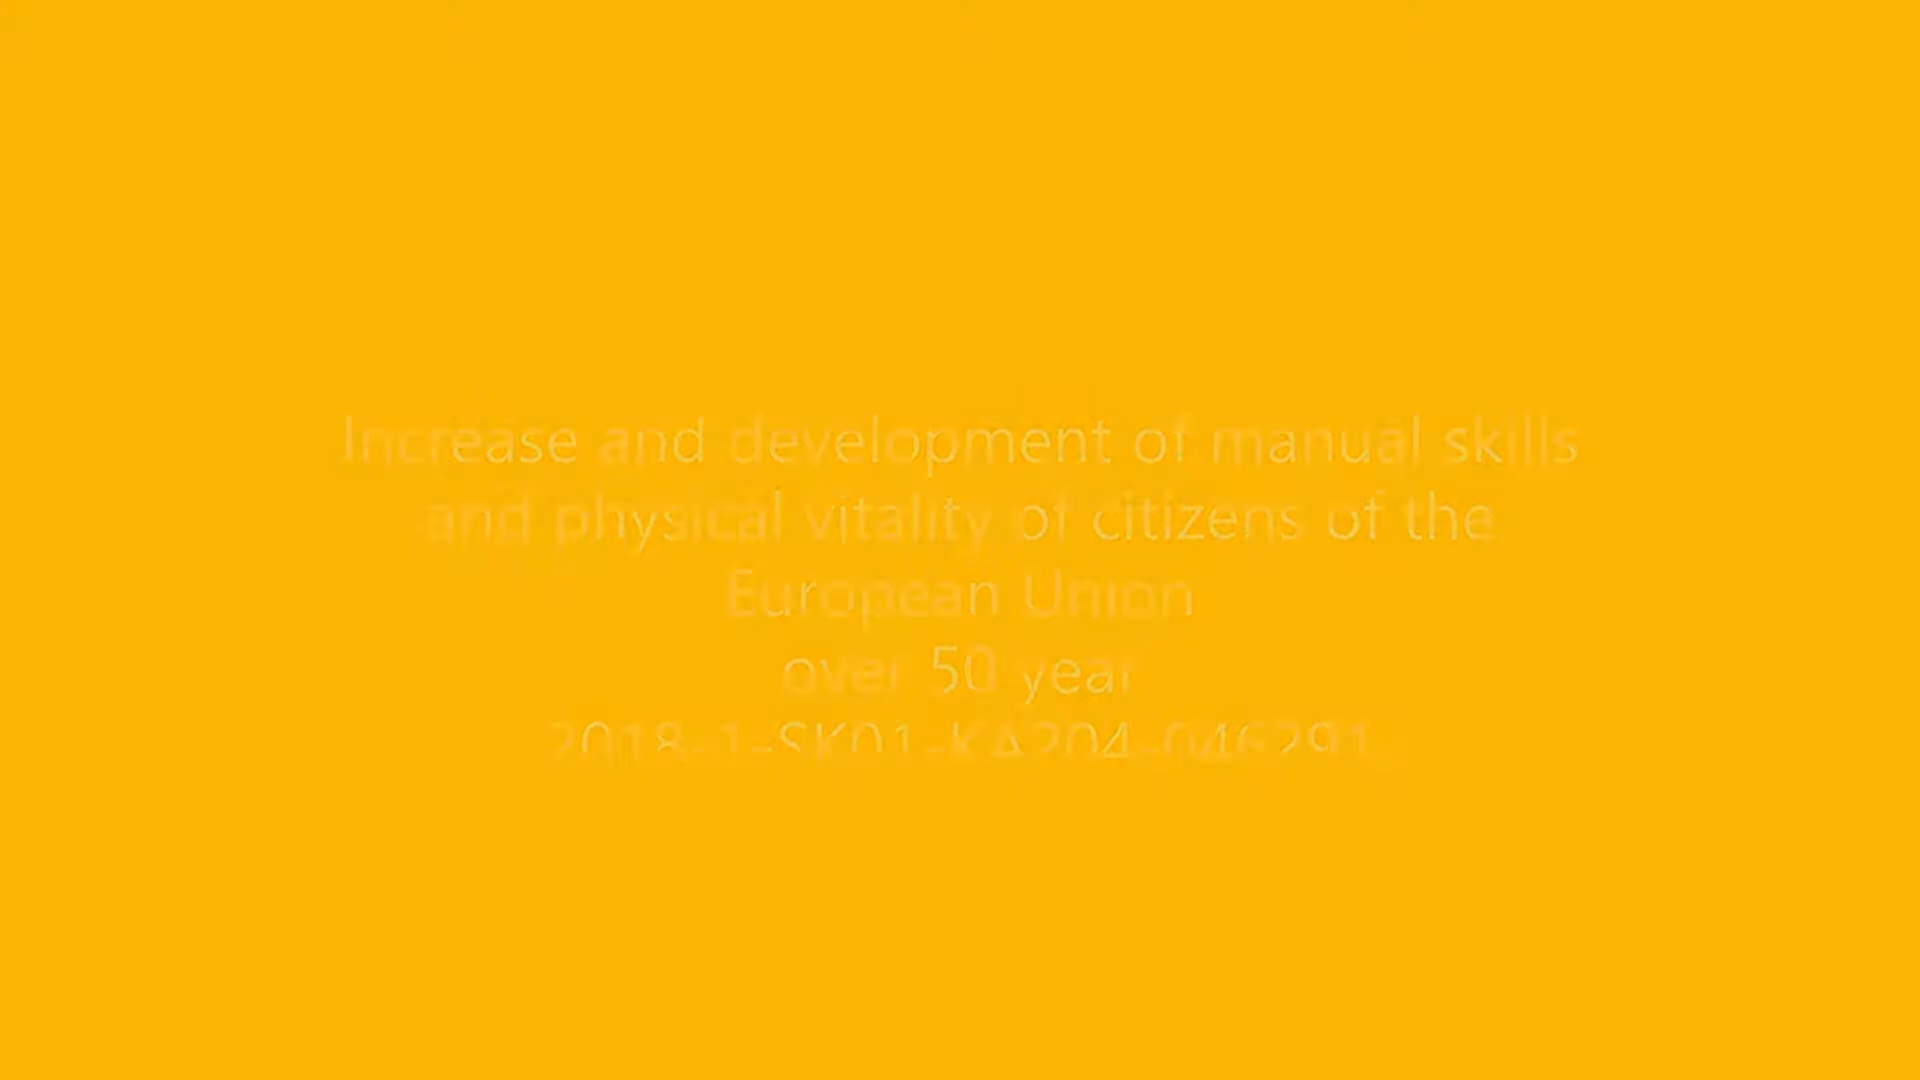 Increase and development of manual skills
and physical vitality of citizens of the
European Union
over 50 year
2018-1-SK01-KA204-046291